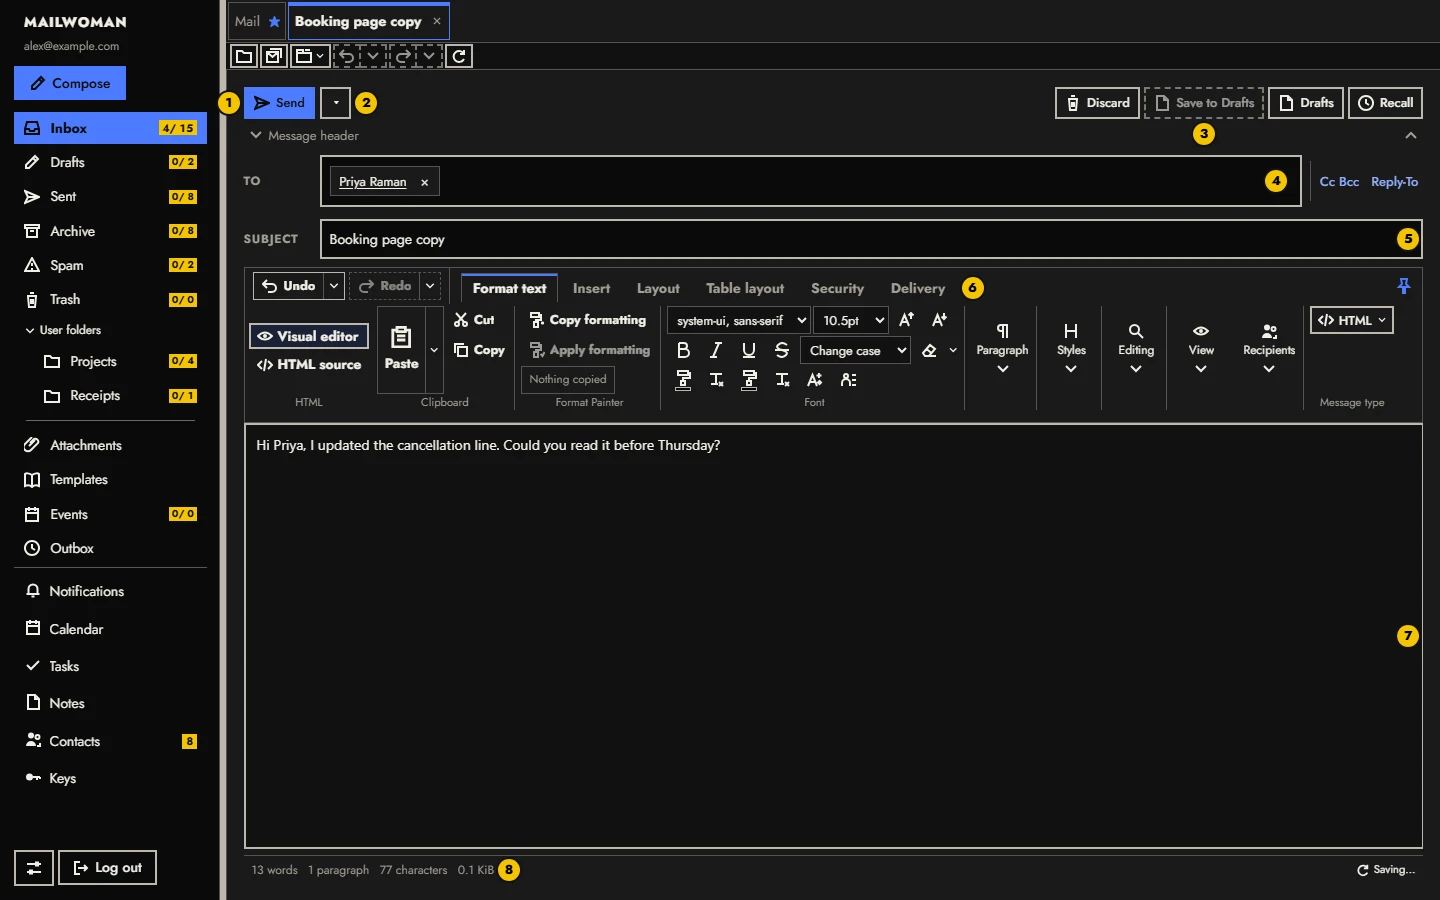 MAILWOMAN
alex@example.com
Compose
Inbox 4/ 15
Drafts 0/ 2
Sent 0/ 8
Archive 0/ 8
Spam 0/ 2
Trash 0/ 0
User folders
Projects 0/ 4
Receipts 0/ 1
Attachments
Templates
Events 0/ 0
Outbox
Notifications
Calendar
Tasks
Notes
Contacts 8
Keys
Log out
Mail Booking page copy ×
1 Send 2 Discard Save to Drafts Drafts Recall
3
Message header
TO Priya Raman × 4 Cc Bcc Reply-To
SUBJECT Booking page copy 5
Undo Redo Format text Insert Layout Table layout Security Delivery 6
Visual editor
HTML source
HTML
Paste
Cut
Copy
Clipboard
Copy formatting
Apply formatting
Nothing copied
Format Painter
system-ui, sans-serif 10.5pt
Change case
Font
Paragraph
Styles
Editing
View
Recipients
HTML
Message type
Hi Priya, I updated the cancellation line. Could you read it before Thursday?
7
13 words 1 paragraph 77 characters 0.1 KiB 8 Saving...